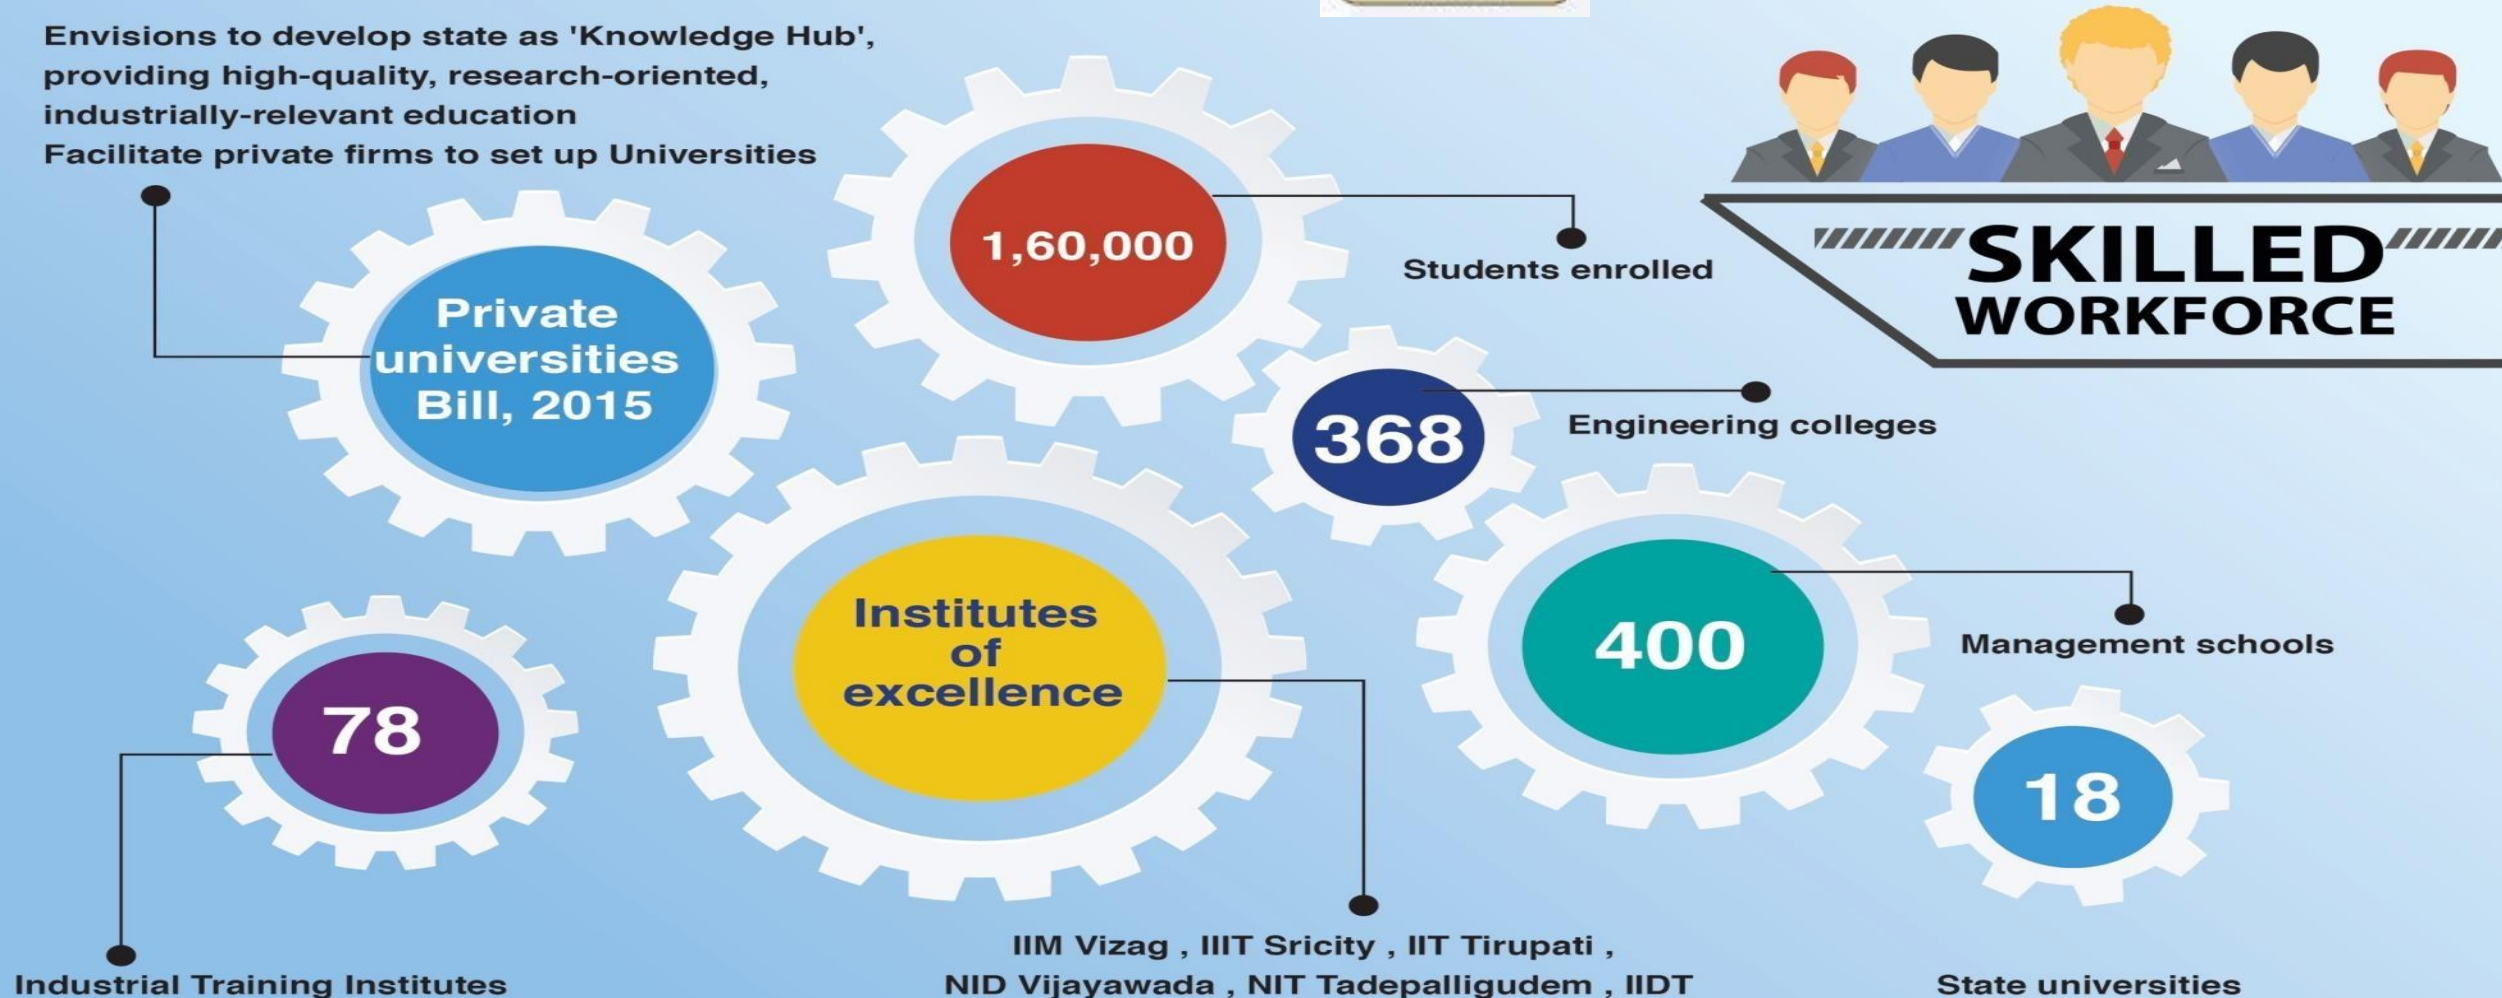 Envisions to develop state as 'Knowledge Hub',
providing high-quality, research-oriented,
industrially-relevant education
Facilitate private firms to set up Universities
SKILLED
WORKFORCE
1,60,000
Students enrolled
Private
universities
Bill, 2015
368
Engineering colleges
Institutes
of
excellence
400
Management schools
78
18
IIM Vizag , IIIT Sricity , IIT Tirupati ,
NID Vijayawada , NIT Tadepalligudem , IIDT
Industrial Training Institutes
State universities